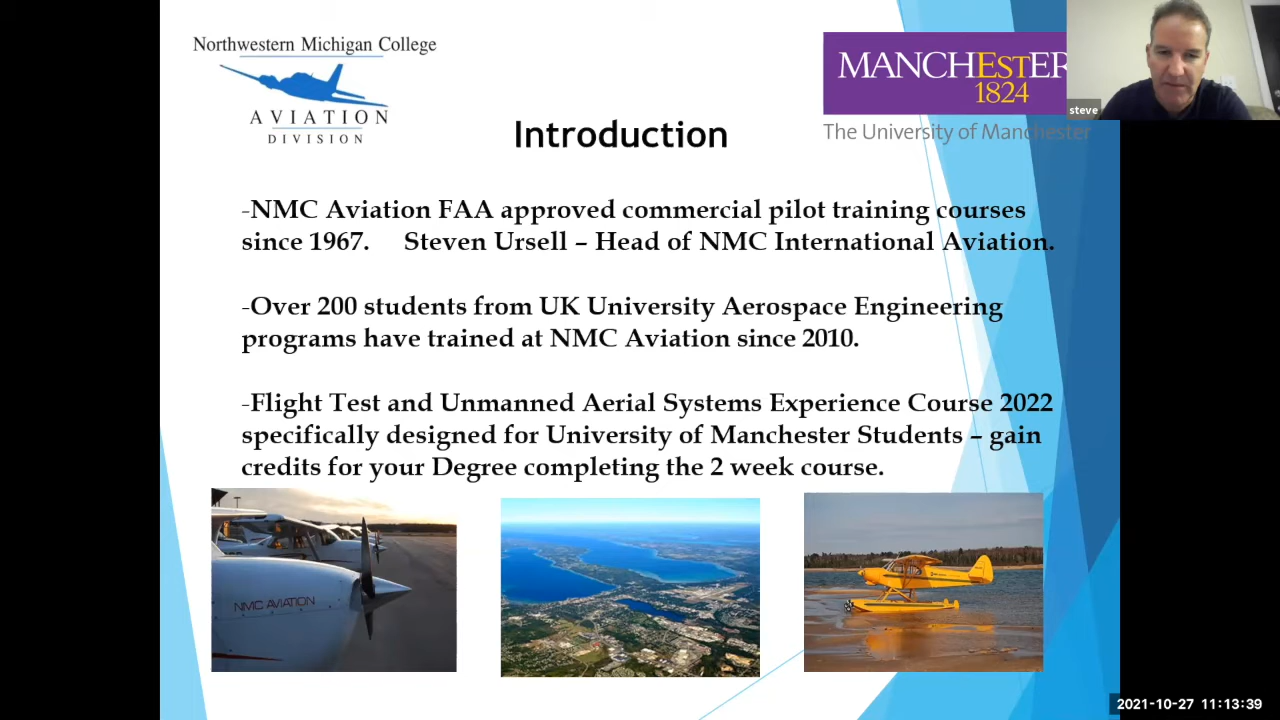 Northwestern Michigan College
AVIATION
DIVISION
MANCHEstER
1824
The University of Manchester
steve
Introduction
-NMC Aviation FAA approved commercial pilot training courses
since 1967. Steven Ursell – Head of NMC International Aviation.
-Over 200 students from UK University Aerospace Engineering
programs have trained at NMC Aviation since 2010.
-Flight Test and Unmanned Aerial Systems Experience Course 2022
specifically designed for University of Manchester Students – gain
credits for your Degree completing the 2 week course.
NMC AVIATION
2021-10-27 11:13:39